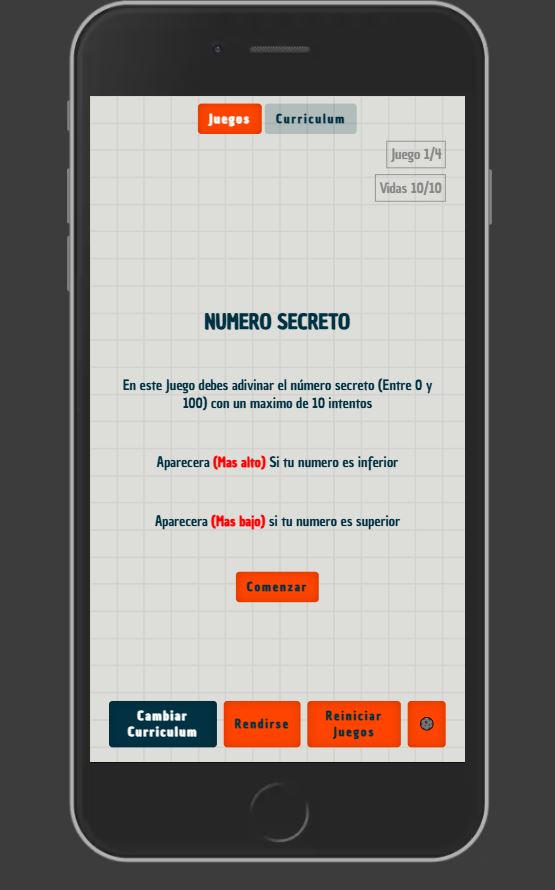 Juegos
Curriculum
Juego 1/4
Vidas 10/10
NUMERO SECRETO
En este Juego debes adivinar el número secreto (Entre 0 y
100) con un maximo de 10 intentos
Aparecera (Mas alto) Si tu numero es inferior
Aparecera (Mas bajo) si tu numero es superior
Comenzar
Cambiar
Curriculum
Rendirse
Reiniciar
Juegos